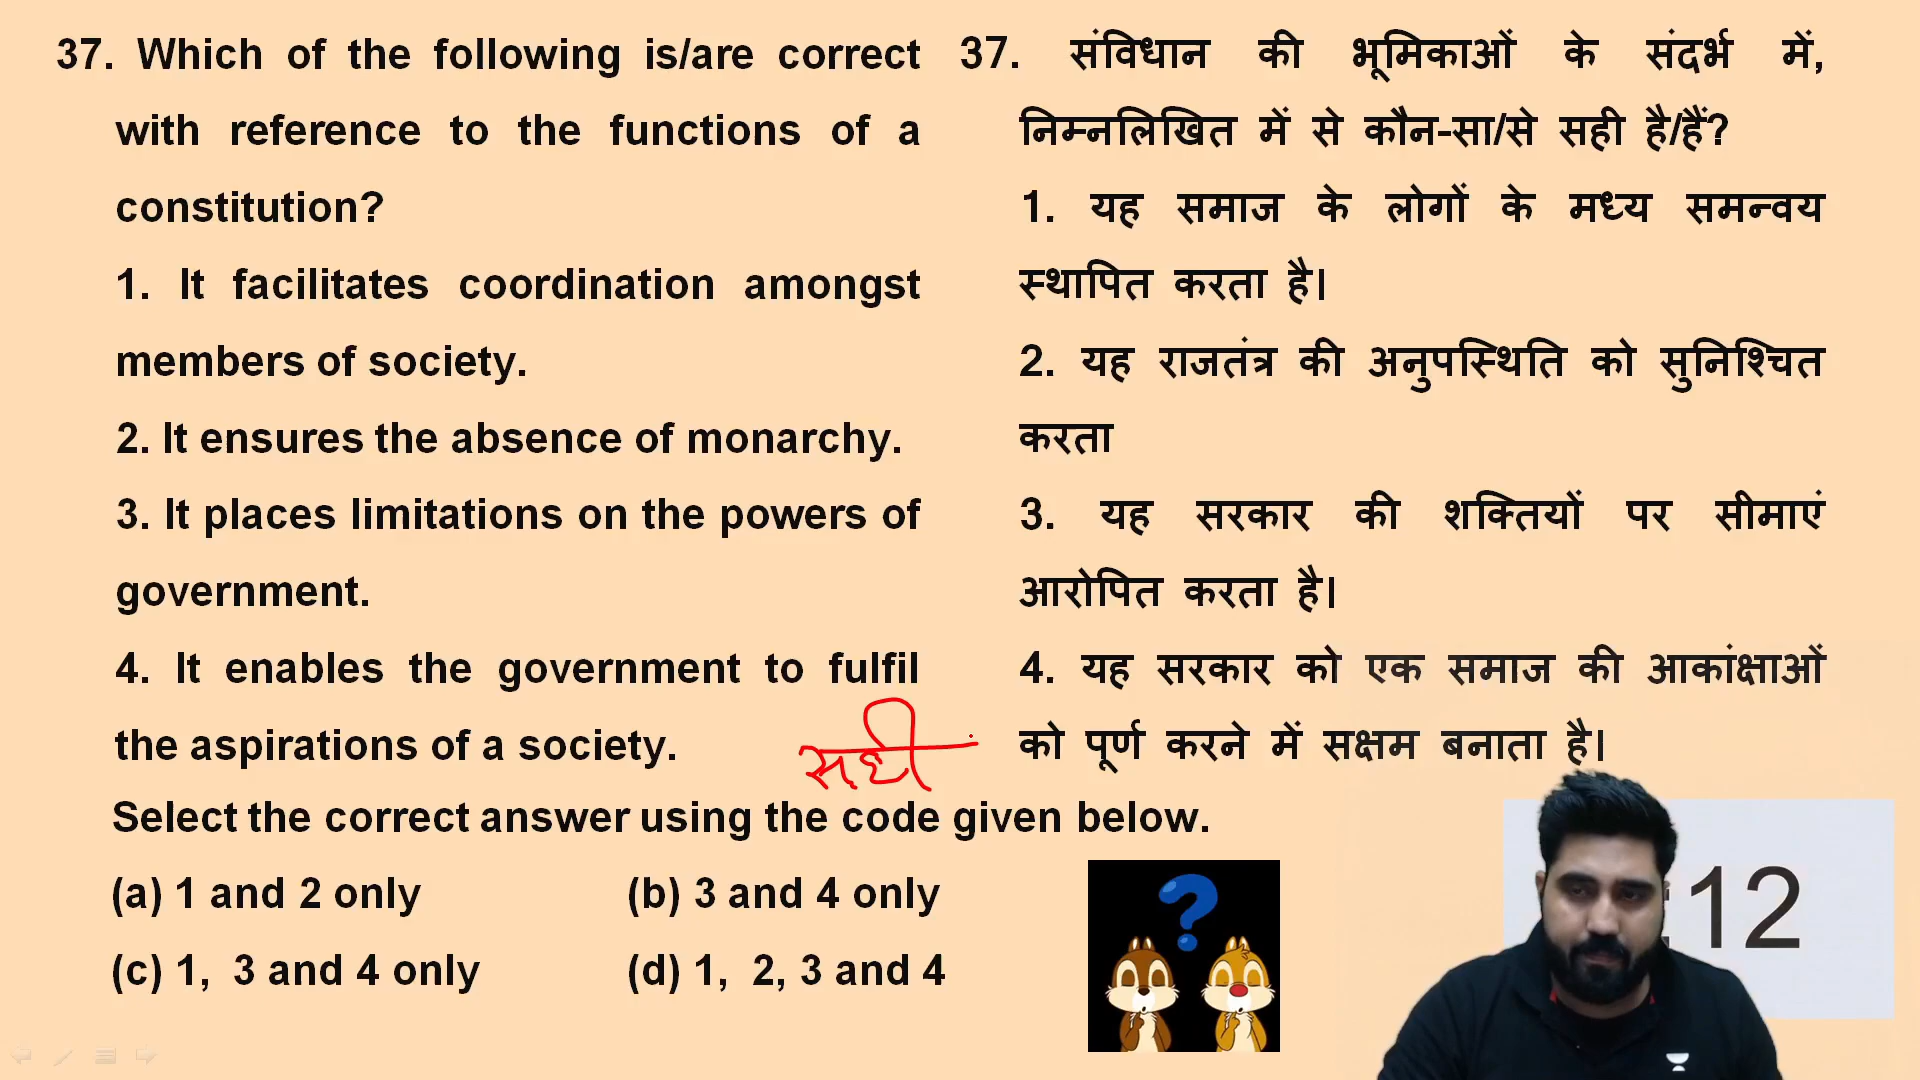 37. Which of the following is/are correct
with reference to the functions of a
constitution?
1. It facilitates coordination amongst
members of society.
2. It ensures the absence of monarchy.
3. It places limitations on the powers of
government.
4. It enables the government to fulfil
the aspirations of a society.
सही
37. संविधान की भूमिकाओं के संदर्भ में,
निम्नलिखित में से कौन-सा/से सही है/हैं?
1. यह समाज के लोगों के मध्य समन्वय
स्थापित करता है।
2. यह राजतंत्र की अनुपस्थिति को सुनिश्चित
करता
3. यह सरकार की शक्तियों पर सीमाएं
आरोपित करता है।
4. यह सरकार को एक समाज की आकांक्षाओं
को पूर्ण करने में सक्षम बनाता है।
Select the correct answer using the code given below.
(a) 1 and 2 only (b) 3 and 4 only
(c) 1, 3 and 4 only (d) 1, 2, 3 and 4
:12